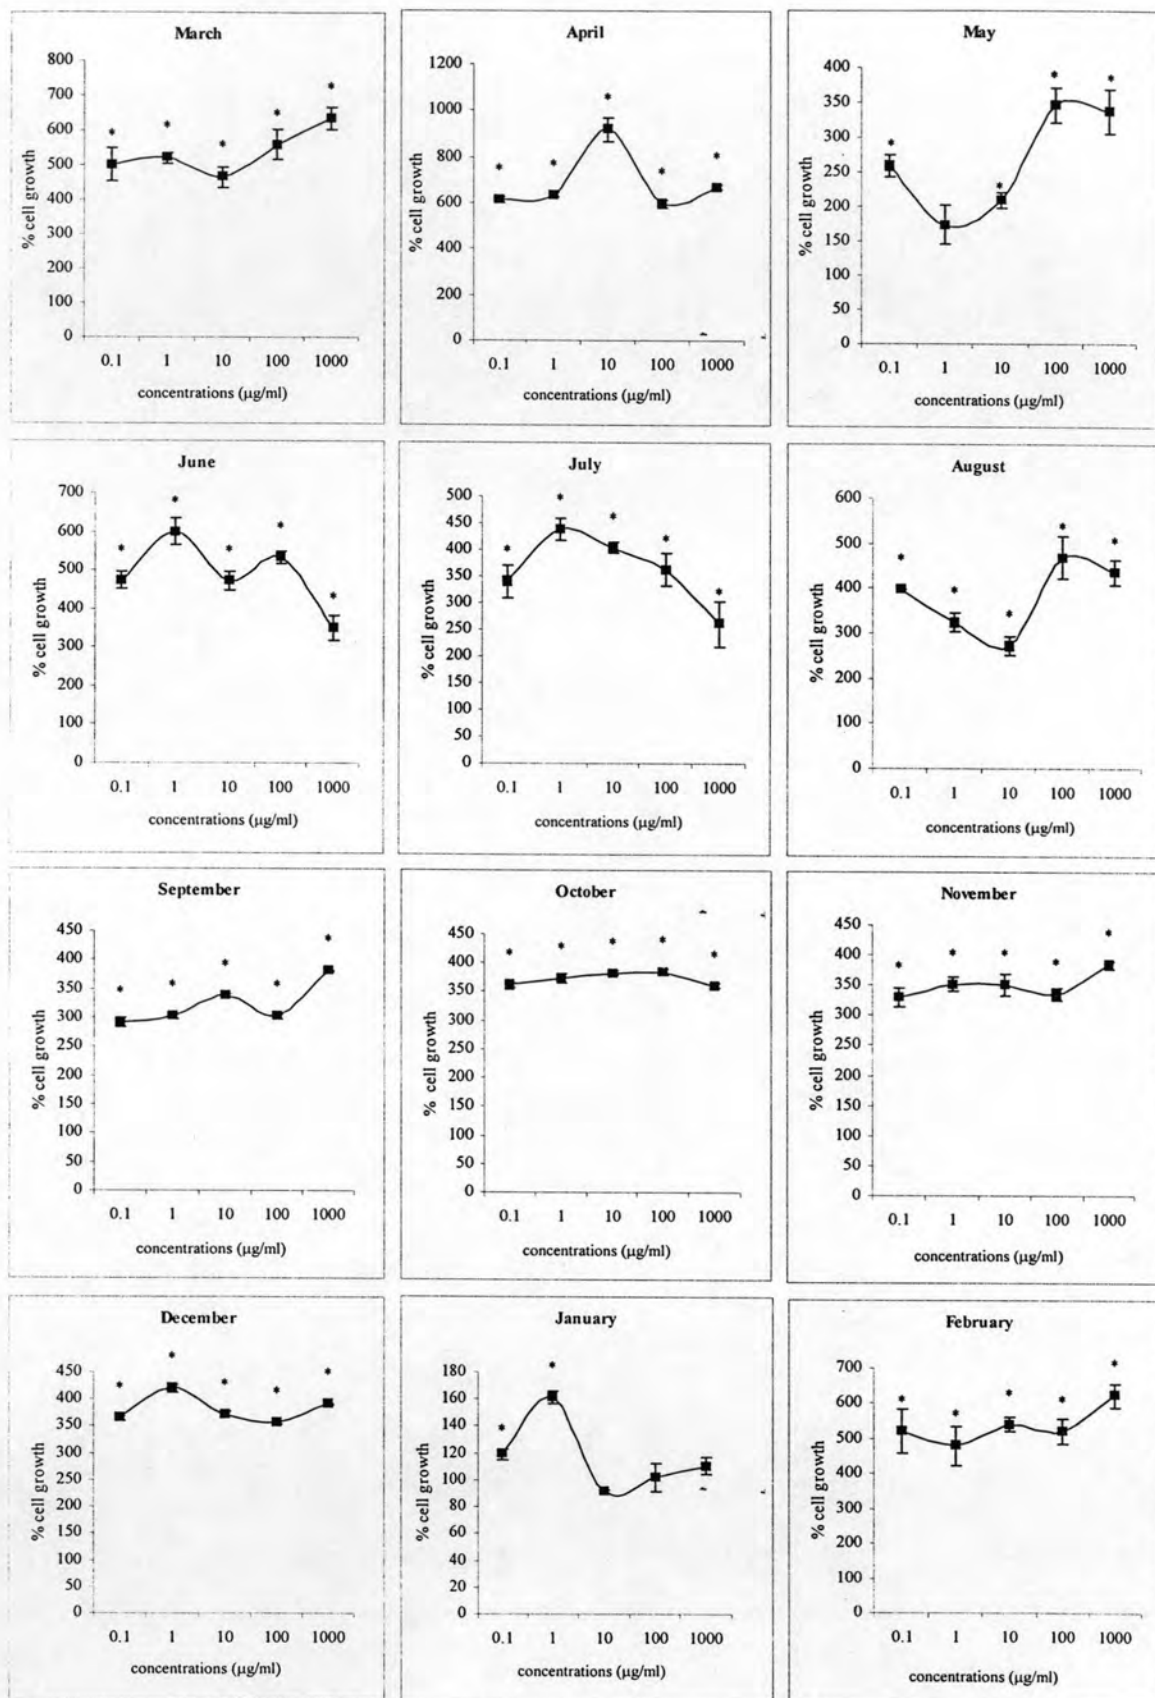 March
% cell growth
800
700
600
500
400
300
200
100
0
* * * * *
0.1 1 10 100 1000
concentrations (µg/ml)
April
% cell growth
1200
1000
800
600
400
200
0
* * * * *
0.1 1 10 100 1000
concentrations (µg/ml)
May
% cell growth
400
350
300
250
200
150
100
50
0
* * * *
0.1 1 10 100 1000
concentrations (µg/ml)
June
% cell growth
700
600
500
400
300
200
100
0
* * * * *
0.1 1 10 100 1000
concentrations (µg/ml)
July
% cell growth
500
450
400
350
300
250
200
150
100
50
0
* * * * *
0.1 1 10 100 1000
concentrations (µg/ml)
August
% cell growth
600
500
400
300
200
100
0
* * * * *
0.1 1 10 100 1000
concentrations (µg/ml)
September
% cell growth
450
400
350
300
250
200
150
100
50
0
* * * * *
0.1 1 10 100 1000
concentrations (µg/ml)
October
% cell growth
450
400
350
300
250
200
150
100
50
0
* * * * *
0.1 1 10 100 1000
concentrations (µg/ml)
November
% cell growth
450
400
350
300
250
200
150
100
50
0
* * * * *
0.1 1 10 100 1000
concentrations (µg/ml)
December
% cell growth
450
400
350
300
250
200
150
100
50
0
* * * * *
0.1 1 10 100 1000
concentrations (µg/ml)
January
% cell growth
180
160
140
120
100
80
60
40
20
0
* *
0.1 1 10 100 1000
concentrations (µg/ml)
February
% cell growth
700
600
500
400
300
200
100
0
* * * * *
0.1 1 10 100 1000
concentrations (µg/ml)